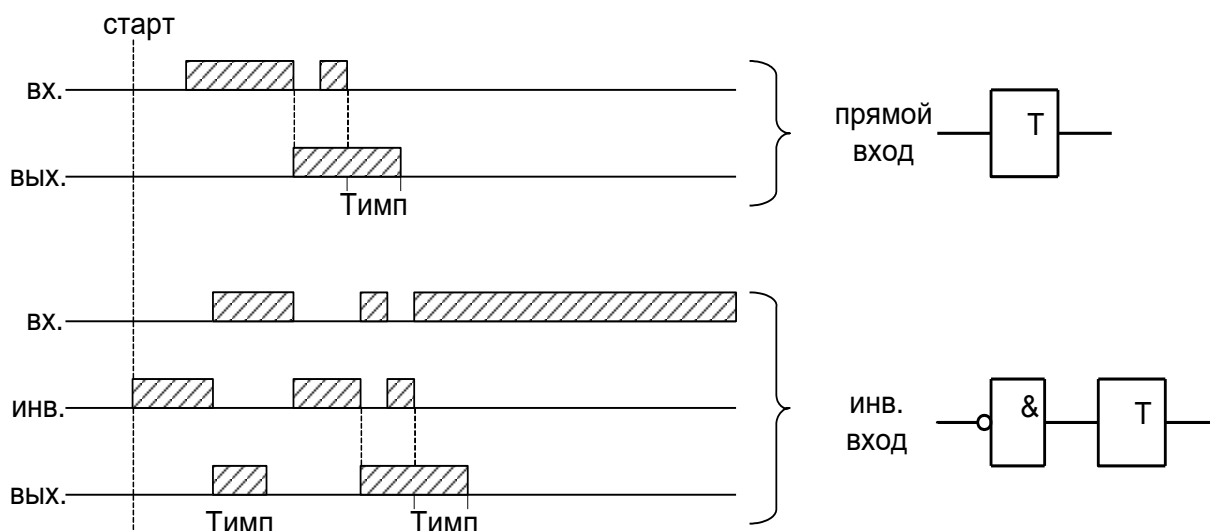 старт
вх.
вых.
Тимп
прямой
вход
Т
вх.
инв.
вых.
Тимп
Тимп
инв.
вход
&
Т